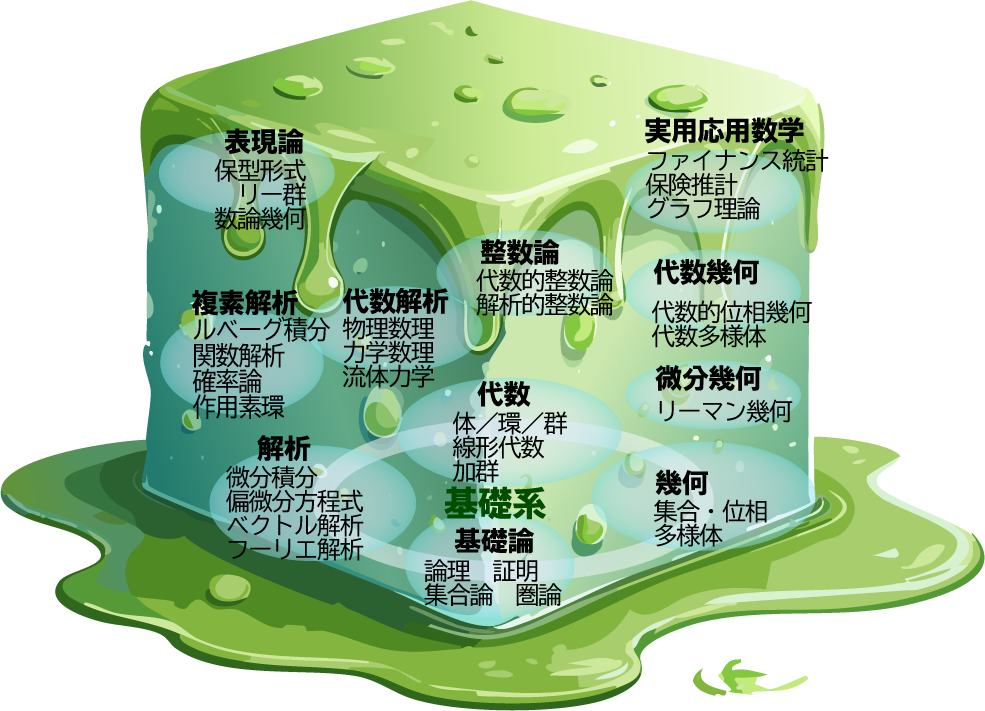 表現論
保型形式
リー群
数論幾何
実用応用数学
ファイナンス統計
保険推計
グラフ理論
整数論
代数的整数論
解析的整数論
代数幾何
代数的位相幾何
代数多様体
複素解析
ルベーグ積分
関数解析
確率論
作用素環
代数解析
物理数理
力学数理
流体力学
微分幾何
リーマン幾何
代数
体／環／群
線形代数
加群
解析
微分積分
偏微分方程式
ベクトル解析
フーリエ解析
幾何
集合・位相
多様体
基礎系
基礎論
論理　証明
集合論　圏論